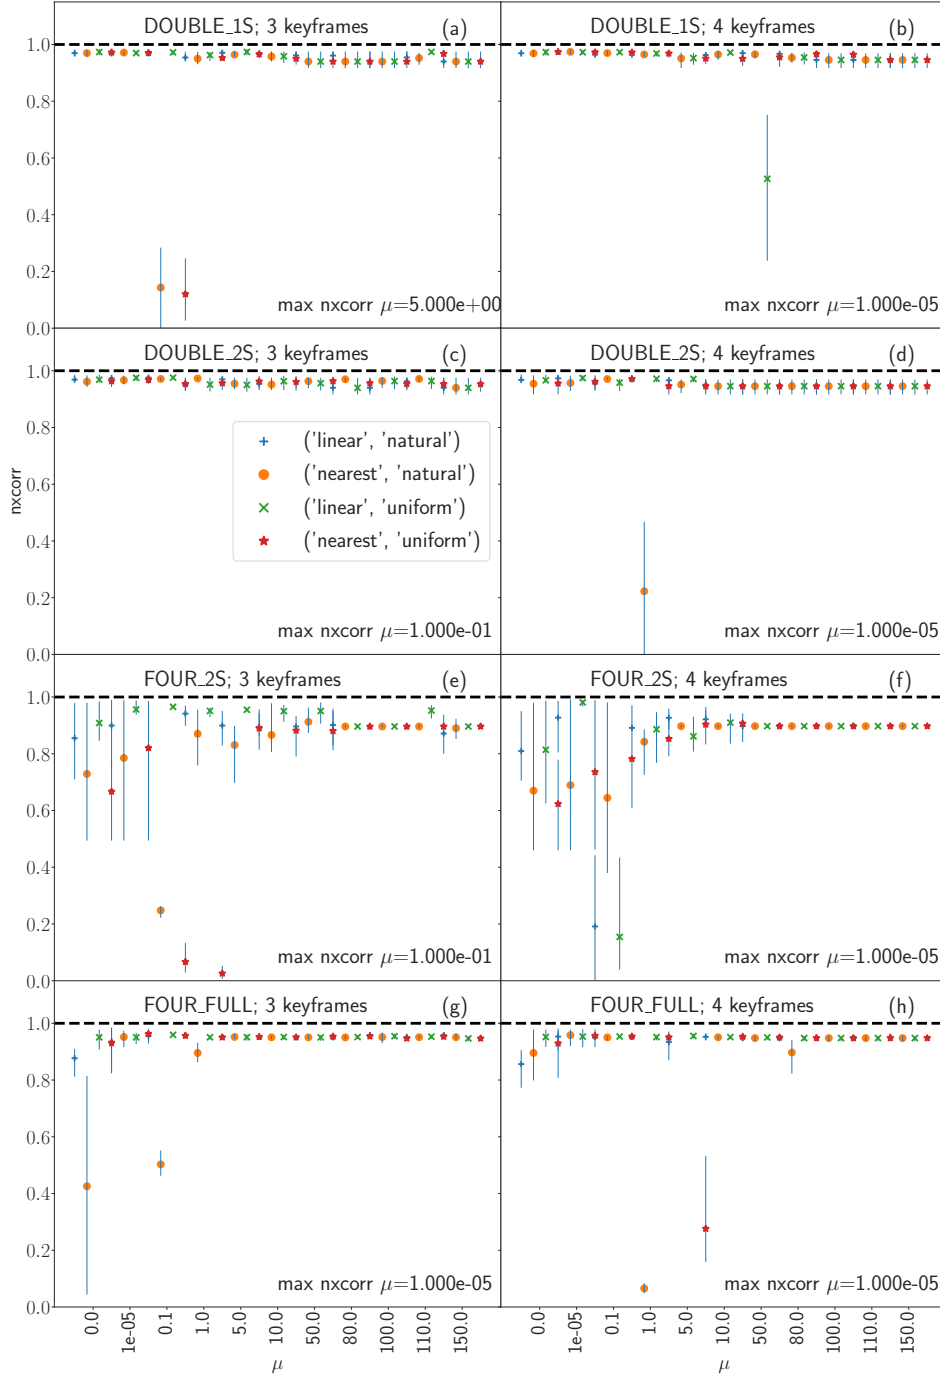 DOUBLE_1S; 3 keyframes (a)
DOUBLE_1S; 4 keyframes (b)
1.0
0.8
0.6
0.4
0.2
0.0
max nxcorr μ=5.000e+00
max nxcorr μ=1.000e-05
DOUBLE_2S; 3 keyframes (c)
DOUBLE_2S; 4 keyframes (d)
1.0
0.8
0.6
0.4
0.2
0.0
nxcorr
('linear', 'natural')
('nearest', 'natural')
('linear', 'uniform')
('nearest', 'uniform')
max nxcorr μ=1.000e-01
max nxcorr μ=1.000e-05
FOUR_2S; 3 keyframes (e)
FOUR_2S; 4 keyframes (f)
1.0
0.8
0.6
0.4
0.2
0.0
max nxcorr μ=1.000e-01
max nxcorr μ=1.000e-05
FOUR_FULL; 3 keyframes (g)
FOUR_FULL; 4 keyframes (h)
1.0
0.8
0.6
0.4
0.2
0.0
max nxcorr μ=1.000e-05
max nxcorr μ=1.000e-05
0.0 1e-05 0.1 1.0 5.0 10.0 50.0 80.0 100.0 110.0 150.0
0.0 1e-05 0.1 1.0 5.0 10.0 50.0 80.0 100.0 110.0 150.0
μ
μ